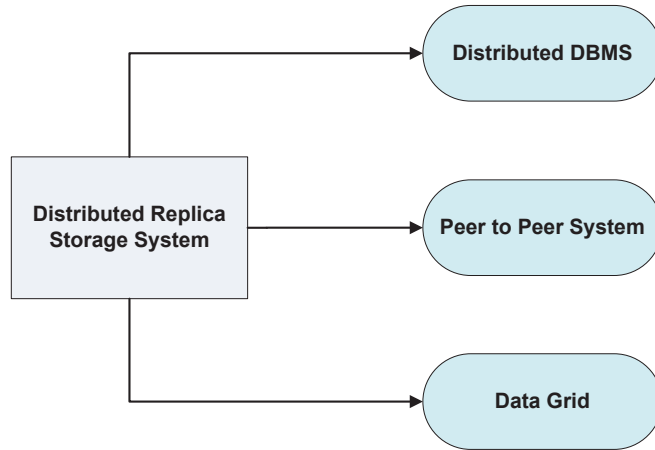 Distributed DBMS
Distributed Replica
Storage System
Peer to Peer System
Data Grid